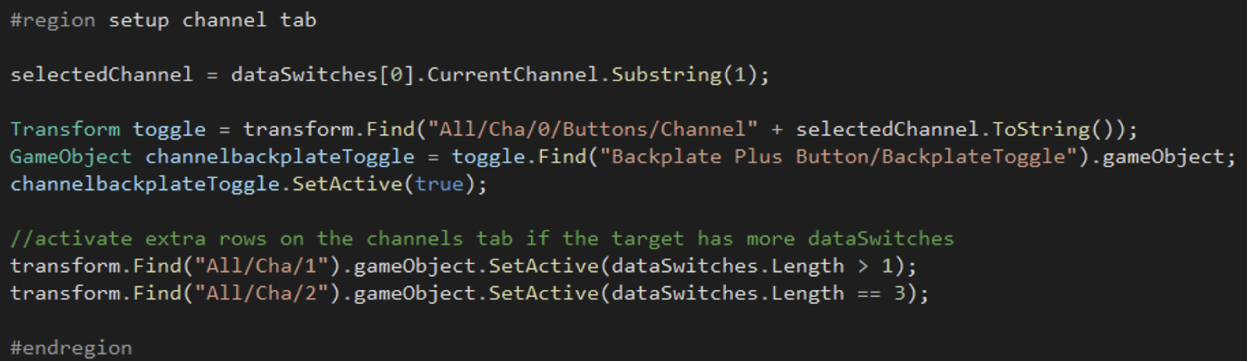 #region setup channel tab
selectedChannel = dataSwitches[0].CurrentChannel.Substring(1);
Transform toggle = transform.Find("All/Cha/0/Buttons/Channel" + selectedChannel.ToString());
GameObject channelbackplateToggle = toggle.Find("Backplate Plus Button/BackplateToggle").gameObject;
channelbackplateToggle.SetActive(true);
//activate extra rows on the channels tab if the target has more dataSwitches
transform.Find("All/Cha/1").gameObject.SetActive(dataSwitches.Length > 1);
transform.Find("All/Cha/2").gameObject.SetActive(dataSwitches.Length == 3);
#endregion